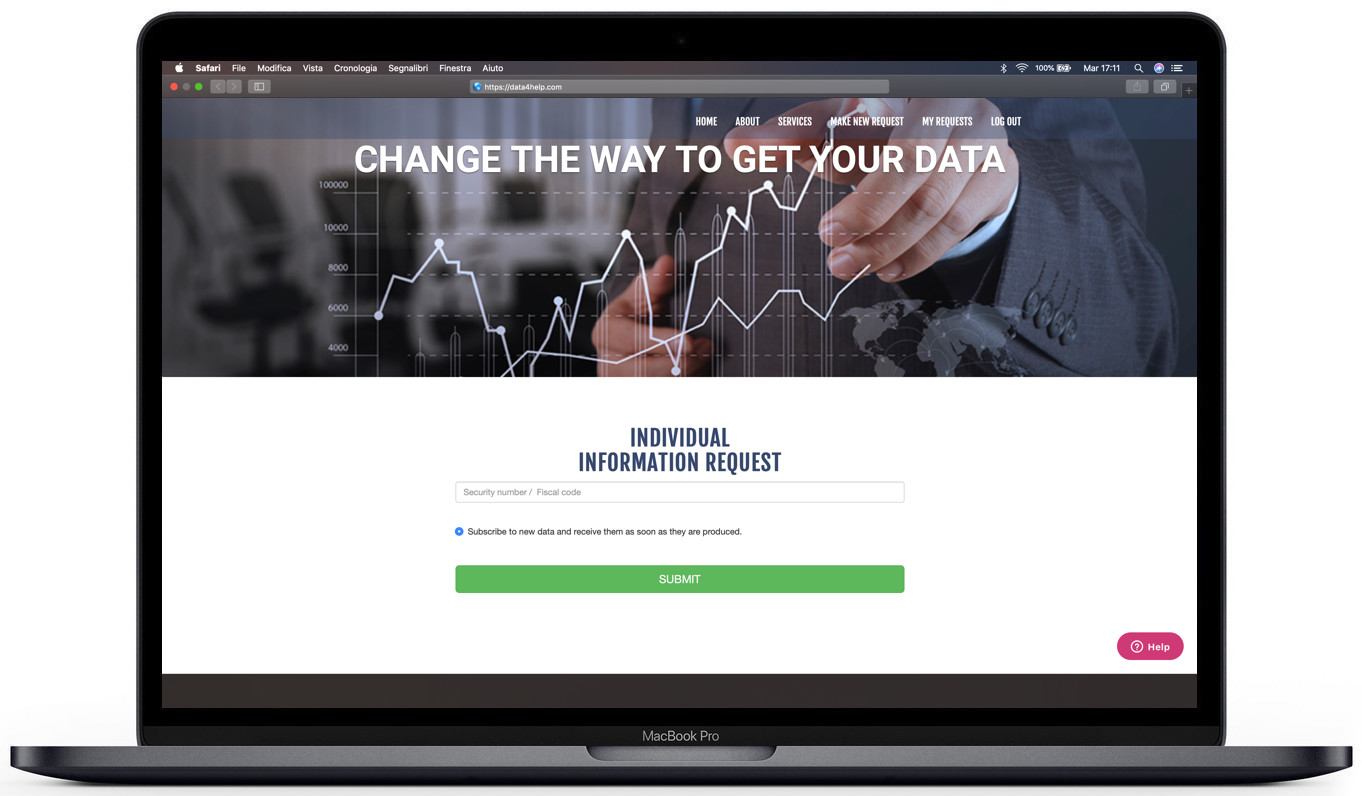 Safari File Modifica Vista Cronologia Segnalibri Finestra Aiuto 100% Mar 17:11
https://data4help.com
HOME ABOUT SERVICES MAKE NEW REQUEST MY REQUESTS LOG OUT
CHANGE THE WAY TO GET YOUR DATA
100000
10000
8000
6000
4000
INDIVIDUAL
INFORMATION REQUEST
Security number / Fiscal code
Subscribe to new data and receive them as soon as they are produced.
SUBMIT
Help
MacBook Pro